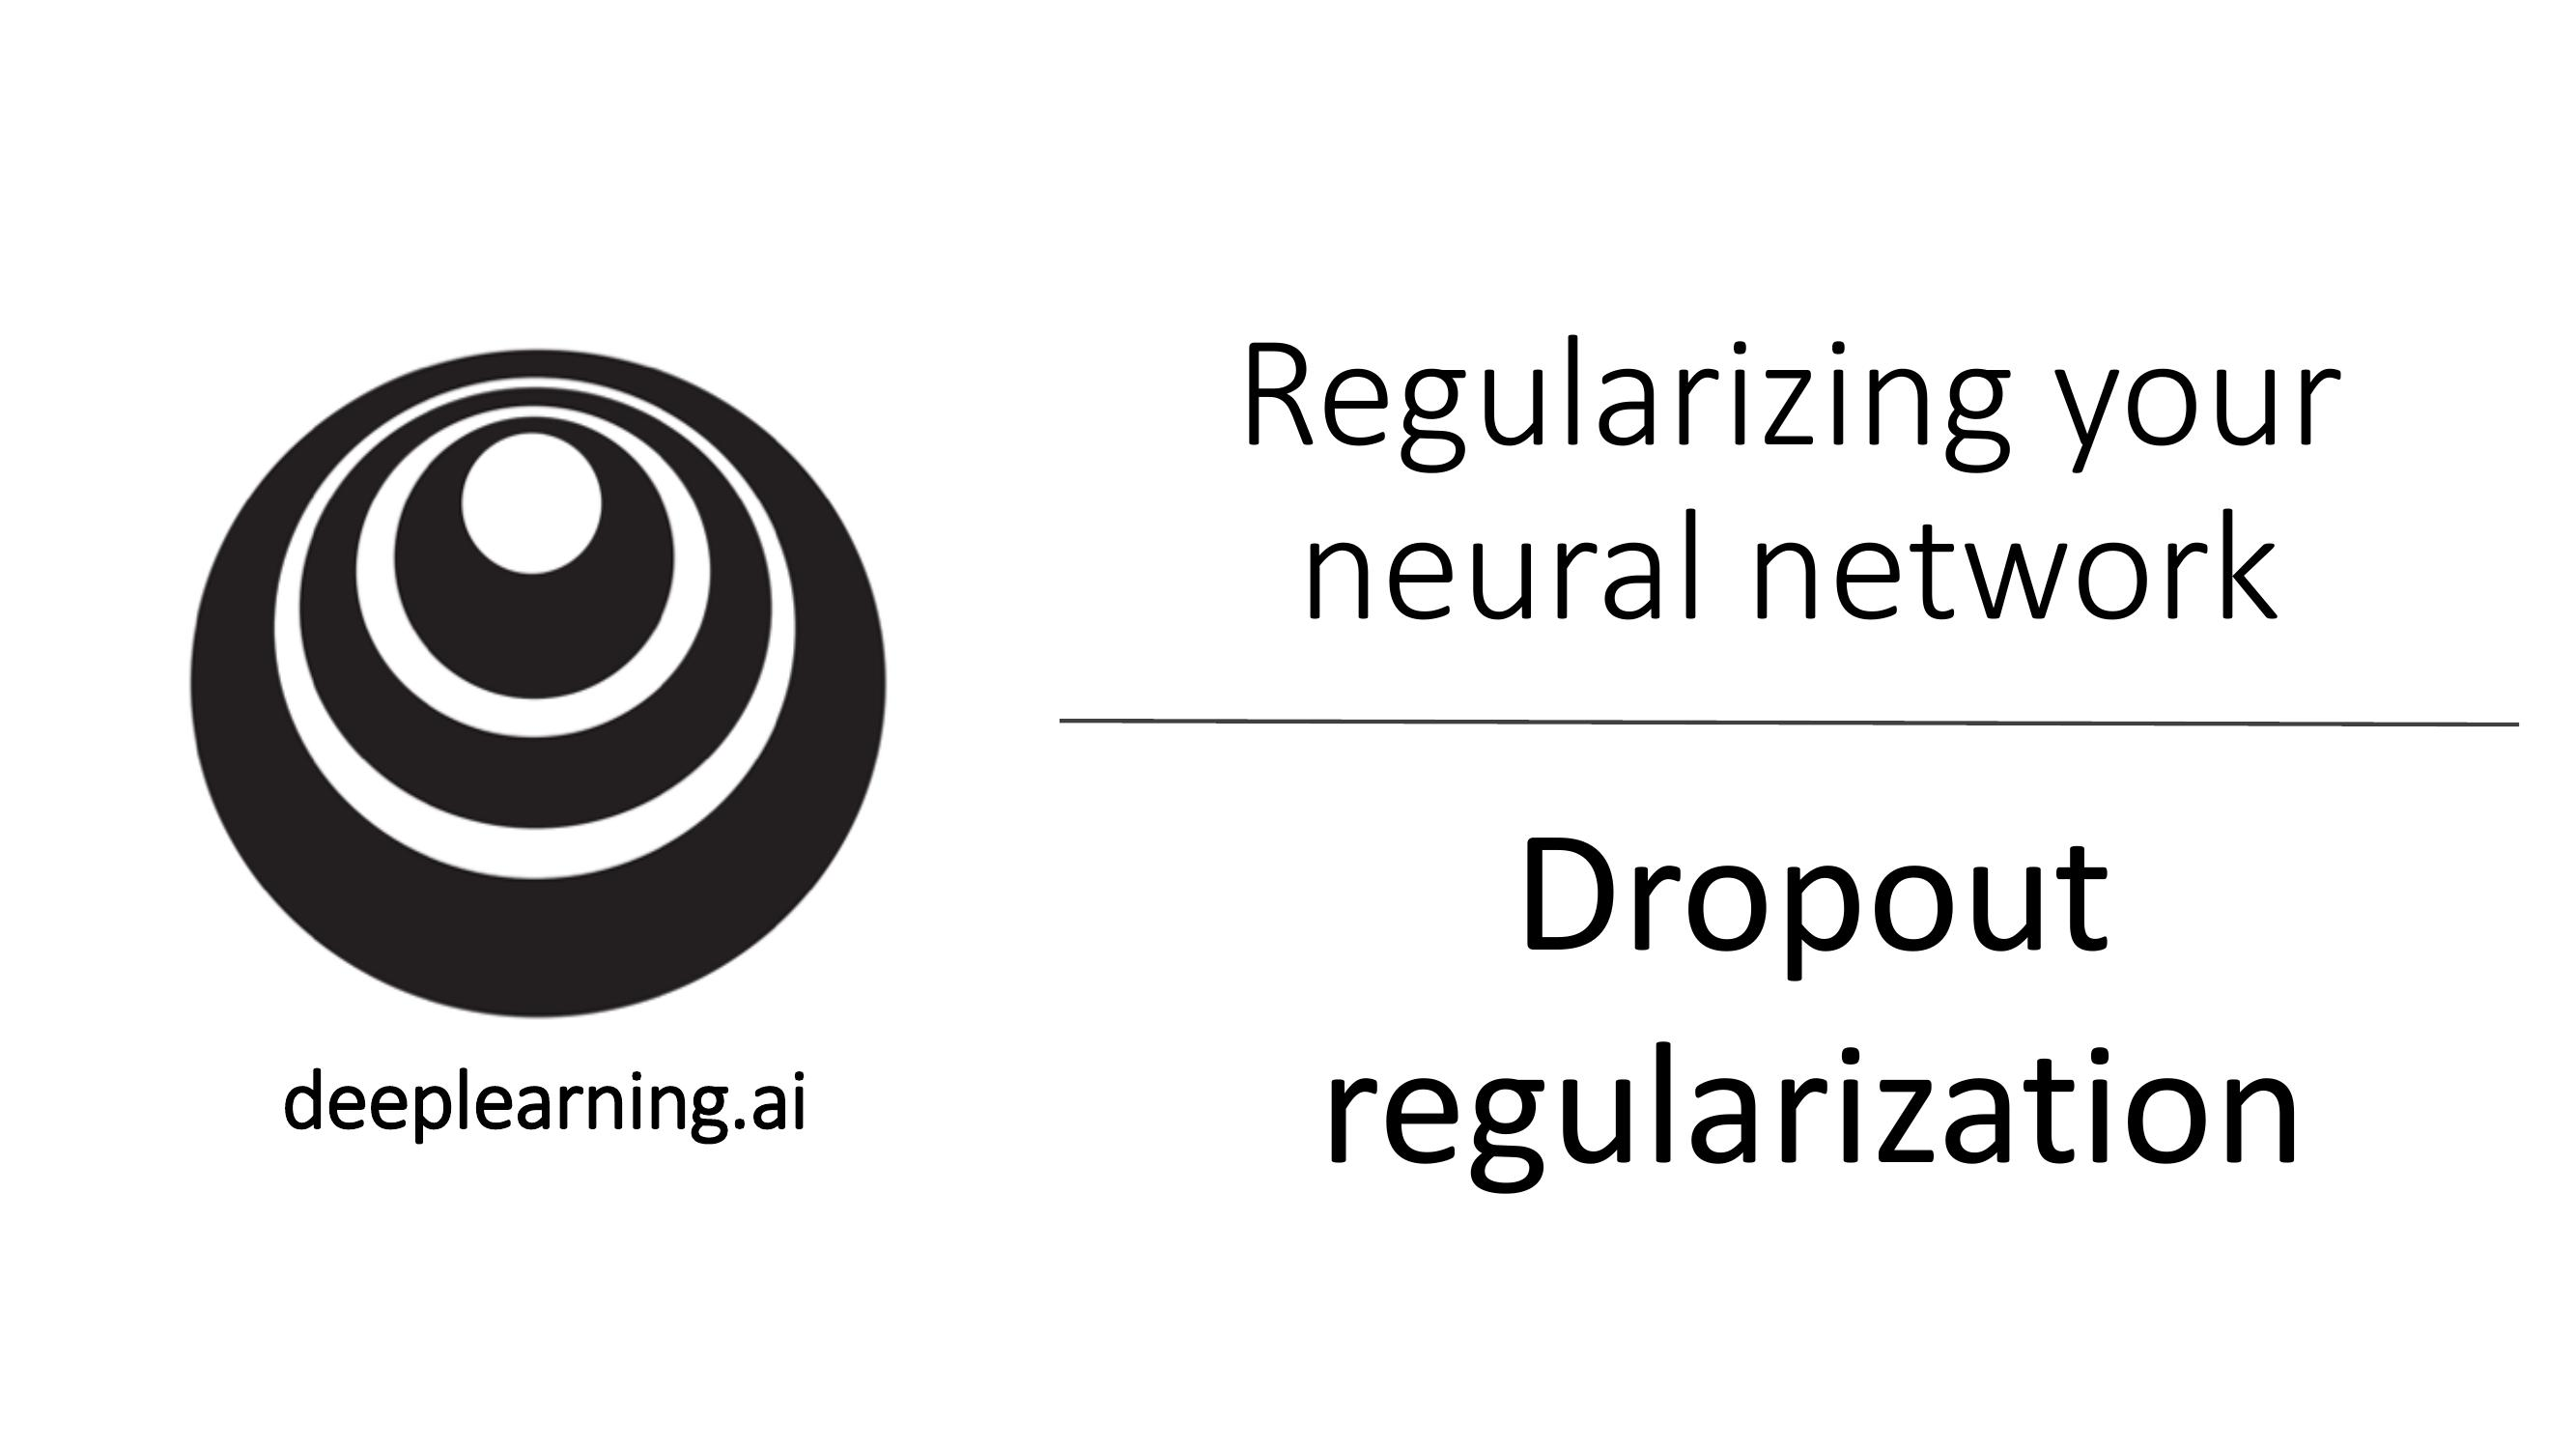 Regularizing your
neural network
Dropout
regularization
deeplearning.ai